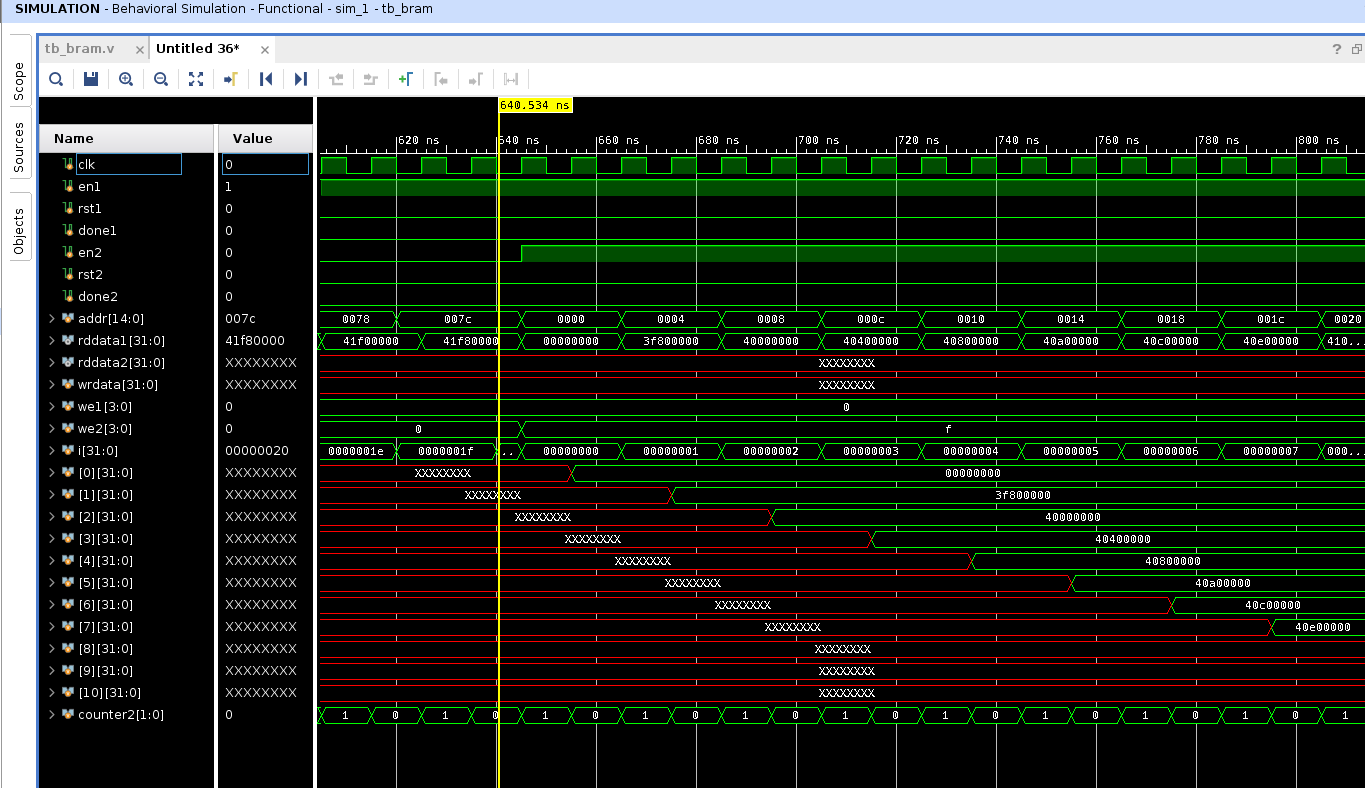 SIMULATION - Behavioral Simulation - Functional - sim_1 - tb_bram
Scope
Sources
Objects
tb_bram.v × Untitled 36* ×
?
640.534 ns
Name Value
620 ns 640 ns 660 ns 680 ns 700 ns 720 ns 740 ns 760 ns 780 ns 800 ns
clk 0
en1 1
rst1 0
done1 0
en2 0
rst2 0
done2 0
addr[14:0] 007c 0078 007c 0000 0004 0008 000c 0010 0014 0018 001c 0020
rddata1[31:0] 41f80000 41f00000 41f80000 00000000 3f800000 40000000 40400000 40800000 40a00000 40c00000 40e00000 410...
rddata2[31:0] XXXXXXXX XXXXXXXX
wrdata[31:0] XXXXXXXX XXXXXXXX
we1[3:0] 0 0
we2[3:0] 0 0 f
i[31:0] 00000020 0000001e 0000001f .. 00000000 00000001 00000002 00000003 00000004 00000005 00000006 00000007 000...
[0][31:0] XXXXXXXX XXXXXXXX 00000000
[1][31:0] XXXXXXXX XXXXXXXX 3f800000
[2][31:0] XXXXXXXX XXXXXXXX 40000000
[3][31:0] XXXXXXXX XXXXXXXX 40400000
[4][31:0] XXXXXXXX XXXXXXXX 40800000
[5][31:0] XXXXXXXX XXXXXXXX 40a00000
[6][31:0] XXXXXXXX XXXXXXXX 40c00000
[7][31:0] XXXXXXXX XXXXXXXX 40e00000
[8][31:0] XXXXXXXX XXXXXXXX
[9][31:0] XXXXXXXX XXXXXXXX
[10][31:0] XXXXXXXX XXXXXXXX
counter2[1:0] 0 1 0 1 0 1 0 1 0 1 0 1 0 1 0 1 0 1 0 1 0 1